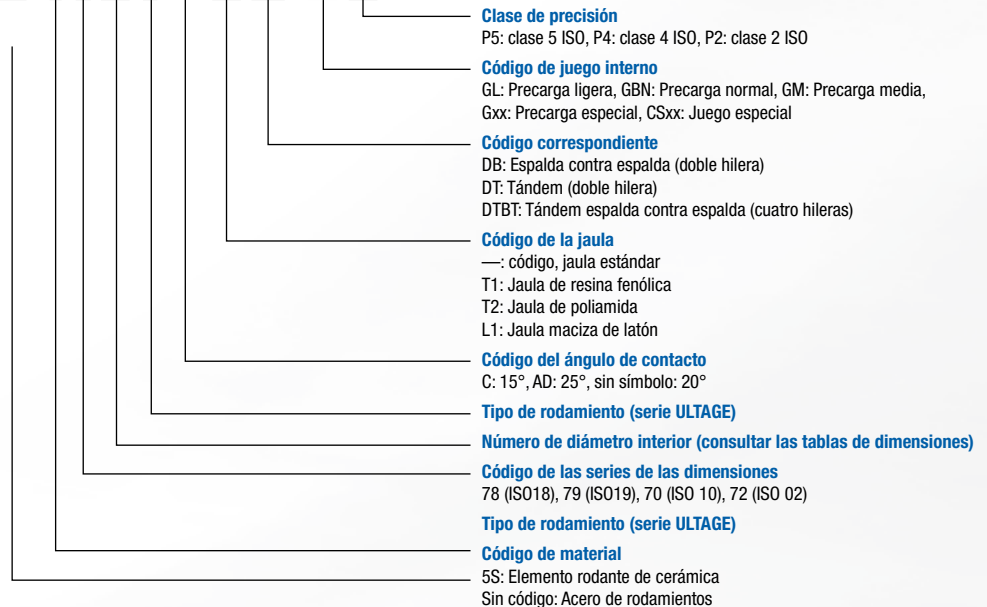 Clase de precisión
P5: clase 5 ISO, P4: clase 4 ISO, P2: clase 2 ISO
Código de juego interno
GL: Precarga ligera, GBN: Precarga normal, GM: Precarga media,
Gxx: Precarga especial, CSxx: Juego especial
Código correspondiente
DB: Espalda contra espalda (doble hilera)
DT: Tándem (doble hilera)
DTBT: Tándem espalda contra espalda (cuatro hileras)
Código de la jaula
—: código, jaula estándar
T1: Jaula de resina fenólica
T2: Jaula de poliamida
L1: Jaula maciza de latón
Código del ángulo de contacto
C: 15°, AD: 25°, sin símbolo: 20°
Tipo de rodamiento (serie ULTAGE)
Número de diámetro interior (consultar las tablas de dimensiones)
Código de las series de las dimensiones
78 (ISO18), 79 (ISO19), 70 (ISO 10), 72 (ISO 02)
Tipo de rodamiento (serie ULTAGE)
Código de material
5S: Elemento rodante de cerámica
Sin código: Acero de rodamientos